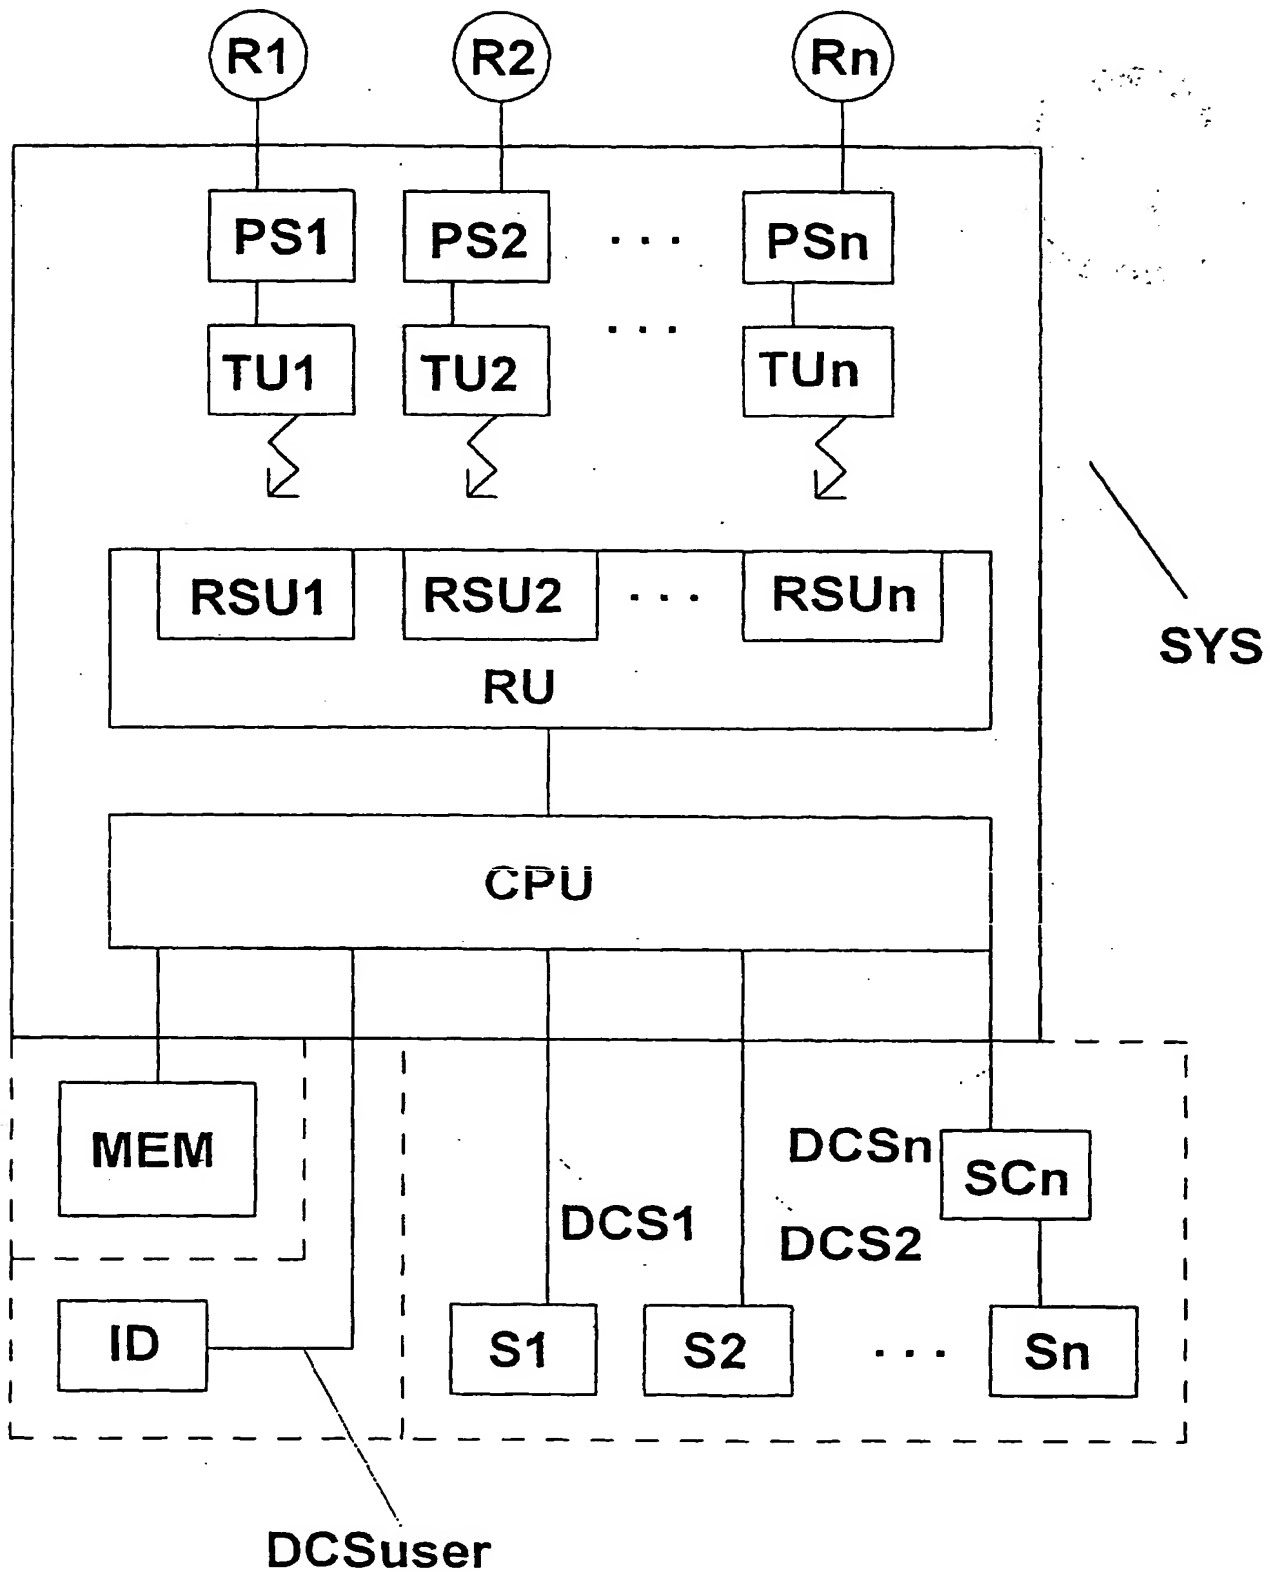 R1 R2 Rn
PS1 PS2 ... PSn
...
TU1 TU2 TUn
RSU1 RSU2 ... RSUn
SYS
RU
CPU
MEM
DCSn
SCn
DCS1
DCS2
ID
S1 S2 ... Sn
DCSuser